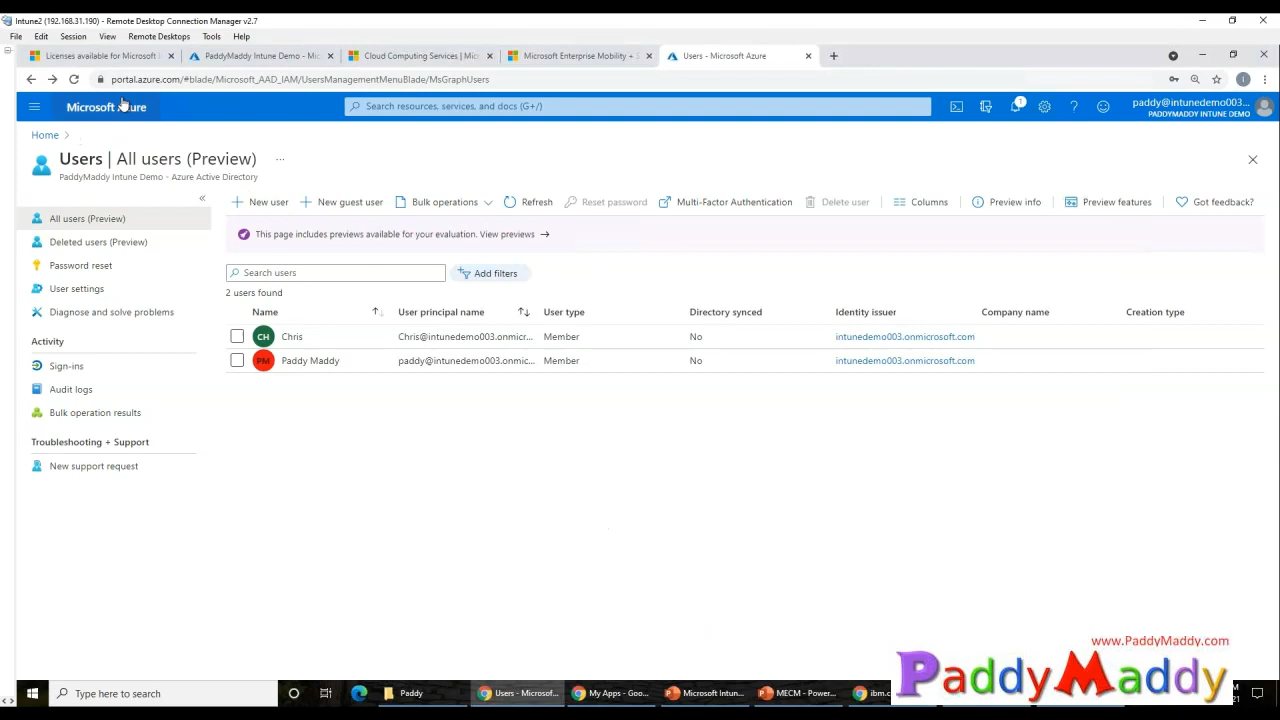 Intune2 (192.168.31.190) - Remote Desktop Connection Manager v2.7
File Edit Session View Remote Desktops Tools Help
Licenses available for Microsoft PaddyMaddy Intune Demo - Mic Cloud Computing Services | Mic Microsoft Enterprise Mobility + S Users - Microsoft Azure
portal.azure.com/#blade/Microsoft_AAD_IAM/UsersManagementMenuBlade/MsGraphUsers
Microsoft Azure Search resources, services, and docs (G+/) 1 paddy@intunedemo003...
PADDYMADDY INTUNE DEMO
Home >
Users | All users (Preview) ...
PaddyMaddy Intune Demo - Azure Active Directory
All users (Preview)
Deleted users (Preview)
Password reset
User settings
Diagnose and solve problems
Activity
Sign-ins
Audit logs
Bulk operation results
Troubleshooting + Support
New support request
New user New guest user Bulk operations Refresh Reset password Multi-Factor Authentication Delete user Columns Preview info Preview features Got feedback?
This page includes previews available for your evaluation. View previews →
Search users Add filters
2 users found
Name User principal name User type Directory synced Identity issuer Company name Creation type
CH Chris Chris@intunedemo003.onmicr... Member No intunedemo003.onmicrosoft.com
PM Paddy Maddy paddy@intunedemo003.onmic... Member No intunedemo003.onmicrosoft.com
www.PaddyMaddy.com
PaddyMaddy
Type here to search Paddy Users - Microsof... My Apps - Goo... Microsoft Intun... MECM - Power... ibm.c